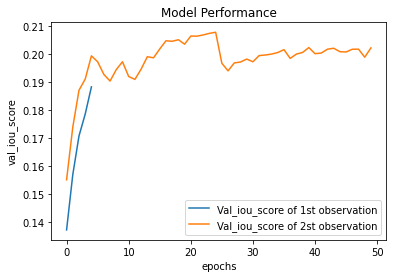 Model Performance
0.21
0.20
0.19
0.18
0.17
0.16
0.15
0.14
val_iou_score
0 10 20 30 40 50
epochs
Val_iou_score of 1st observation
Val_iou_score of 2st observation